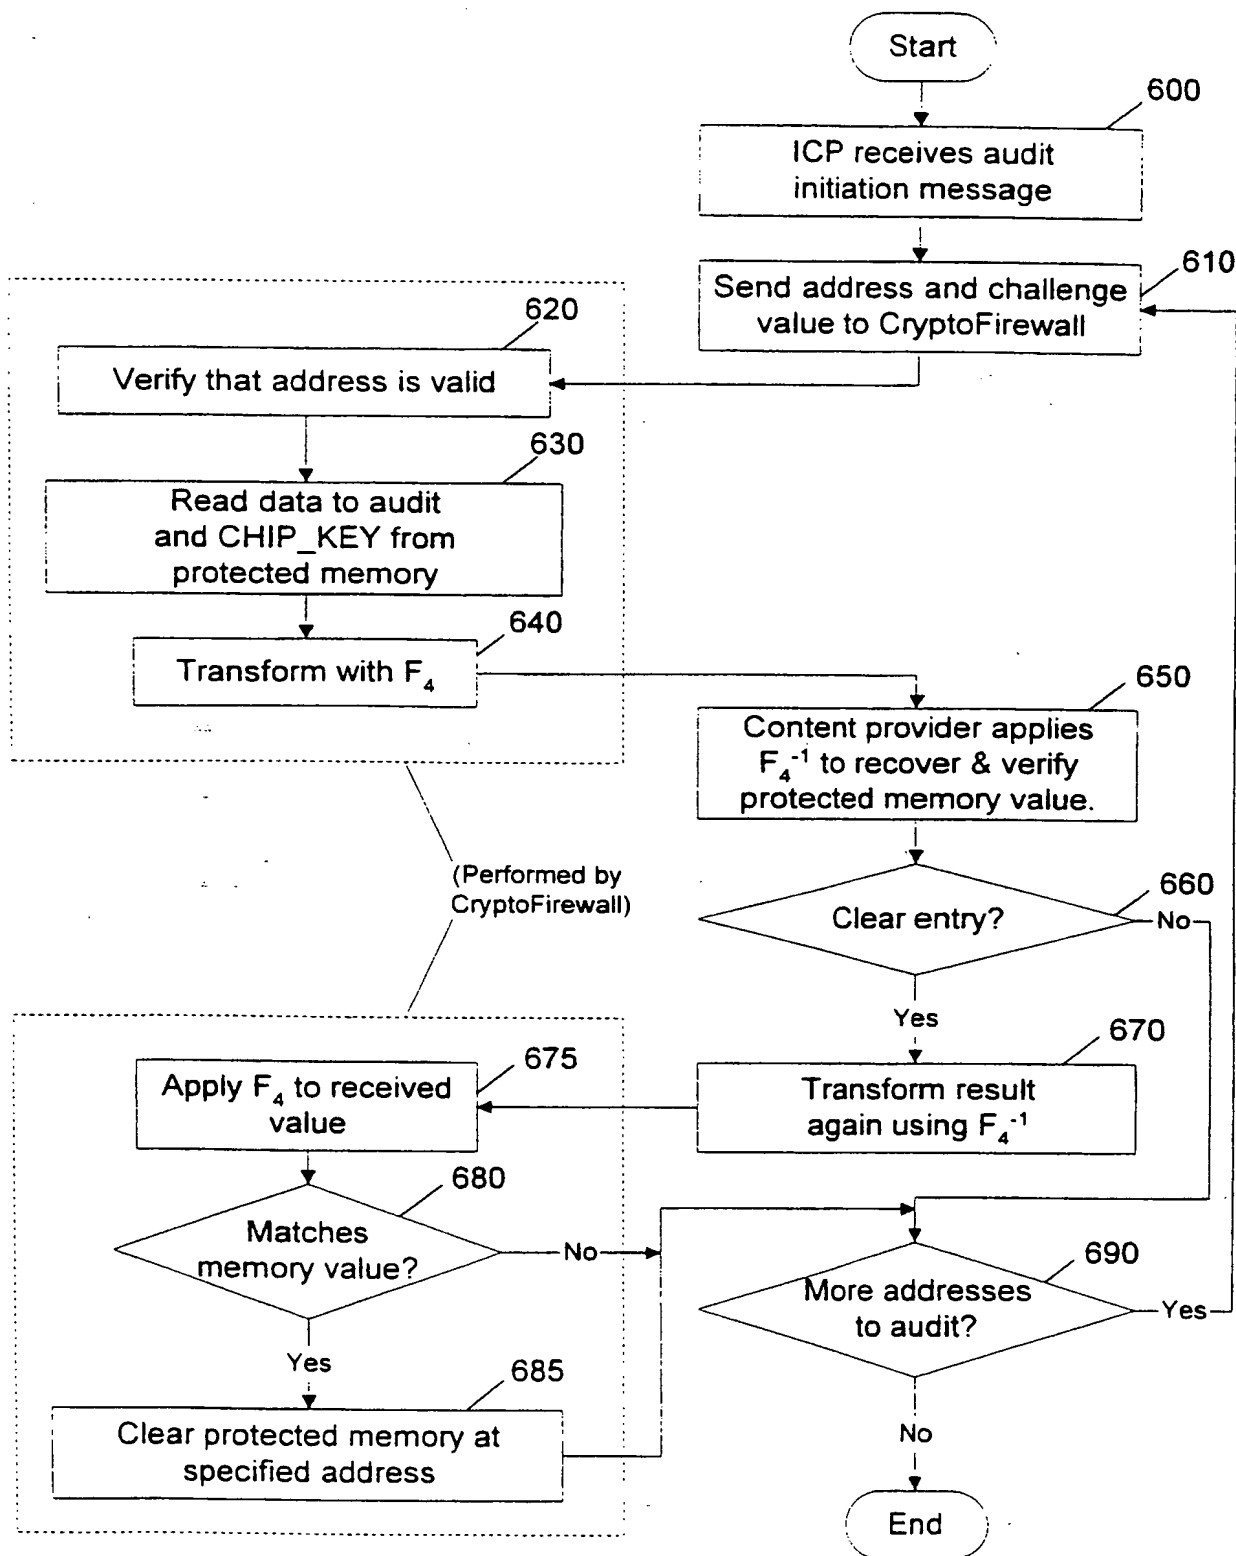 Start
600
ICP receives audit
initiation message
610
Send address and challenge
value to CryptoFirewall
620
Verify that address is valid
630
Read data to audit
and CHIP_KEY from
protected memory
640
Transform with F₄
650
Content provider applies
F₄⁻¹ to recover & verify
protected memory value.
(Performed by
CryptoFirewall)
660
Clear entry?
No
Yes
670
Transform result
again using F₄⁻¹
675
Apply F₄ to received
value
680
Matches
memory value?
No
Yes
685
Clear protected memory at
specified address
690
More addresses
to audit?
Yes
No
End